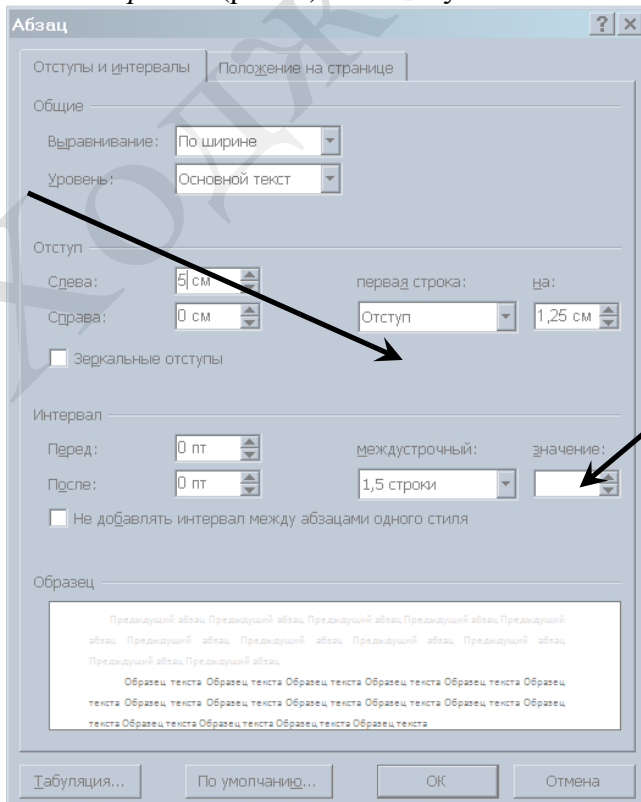 Абзац
Отступы и интервалы Положение на странице
Общие
Выравнивание: По ширине
Уровень: Основной текст
Отступ
Слева: 5 см первая строка: на:
Справа: 0 см Отступ 1,25 см
Зеркальные отступы
Интервал
Перед: 0 пт междустрочный: значение:
После: 0 пт 1,5 строки
Не добавлять интервал между абзацами одного стиля
Образец
Предыдущий абзац Предыдущий абзац Предыдущий абзац Предыдущий абзац Предыдущий
абзац Предыдущий абзац Предыдущий абзац Предыдущий абзац Предыдущий абзац
Предыдущий абзац Предыдущий абзац
Образец текста Образец текста Образец текста Образец текста Образец текста Образец
текста Образец текста Образец текста Образец текста Образец текста Образец текста Образец
текста Образец текста Образец текста Образец текста Образец текста
Табуляция... По умолчанию... ОК Отмена
ХОДЖ